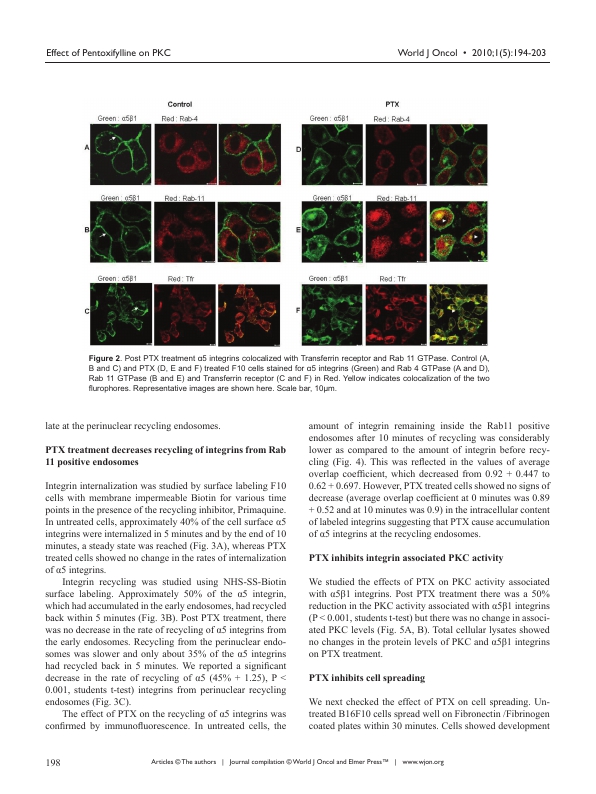 Effect of Pentoxifylline on PKC
World J Oncol • 2010;1(5):194-203
Control
PTX
Green : α5β1 Red : Rab-4
Green : α5β1 Red : Rab-4
A
D
Green : α5β1 Red : Rab-11
Green : α5β1 Red : Rab-11
B
E
Green : α5β1 Red : Tfr
Green : α5β1 Red : Tfr
C
F
Figure 2. Post PTX treatment α5 integrins colocalized with Transferrin receptor and Rab 11 GTPase. Control (A,
B and C) and PTX (D, E and F) treated F10 cells stained for α5 integrins (Green) and Rab 4 GTPase (A and D),
Rab 11 GTPase (B and E) and Transferrin receptor (C and F) in Red. Yellow indicates colocalization of the two
flurophores. Representative images are shown here. Scale bar, 10µm.
late at the perinuclear recycling endosomes.
PTX treatment decreases recycling of integrins from Rab
11 positive endosomes
Integrin internalization was studied by surface labeling F10
cells with membrane impermeable Biotin for various time
points in the presence of the recycling inhibitor, Primaquine.
In untreated cells, approximately 40% of the cell surface α5
integrins were internalized in 5 minutes and by the end of 10
minutes, a steady state was reached (Fig. 3A), whereas PTX
treated cells showed no change in the rates of internalization
of α5 integrins.
Integrin recycling was studied using NHS-SS-Biotin
surface labeling. Approximately 50% of the α5 integrin,
which had accumulated in the early endosomes, had recycled
back within 5 minutes (Fig. 3B). Post PTX treatment, there
was no decrease in the rate of recycling of α5 integrins from
the early endosomes. Recycling from the perinuclear endo-
somes was slower and only about 35% of the α5 integrins
had recycled back in 5 minutes. We reported a significant
decrease in the rate of recycling of α5 (45% + 1.25), P <
0.001, students t-test) integrins from perinuclear recycling
endosomes (Fig. 3C).
The effect of PTX on the recycling of α5 integrins was
confirmed by immunofluorescence. In untreated cells, the
amount of integrin remaining inside the Rab11 positive
endosomes after 10 minutes of recycling was considerably
lower as compared to the amount of integrin before recy-
cling (Fig. 4). This was reflected in the values of average
overlap coefficient, which decreased from 0.92 + 0.447 to
0.62 + 0.697. However, PTX treated cells showed no signs of
decrease (average overlap coefficient at 0 minutes was 0.89
+ 0.52 and at 10 minutes was 0.9) in the intracellular content
of labeled integrins suggesting that PTX cause accumulation
of α5 integrins at the recycling endosomes.
PTX inhibits integrin associated PKC activity
We studied the effects of PTX on PKC activity associated
with α5β1 integrins. Post PTX treatment there was a 50%
reduction in the PKC activity associated with α5β1 integrins
(P < 0.001, students t-test) but there was no change in associ-
ated PKC levels (Fig. 5A, B). Total cellular lysates showed
no changes in the protein levels of PKC and α5β1 integrins
on PTX treatment.
PTX inhibits cell spreading
We next checked the effect of PTX on cell spreading. Un-
treated B16F10 cells spread well on Fibronectin /Fibrinogen
coated plates within 30 minutes. Cells showed development
198
Articles © The authors | Journal compilation © World J Oncol and Elmer Press™ | www.wjon.org